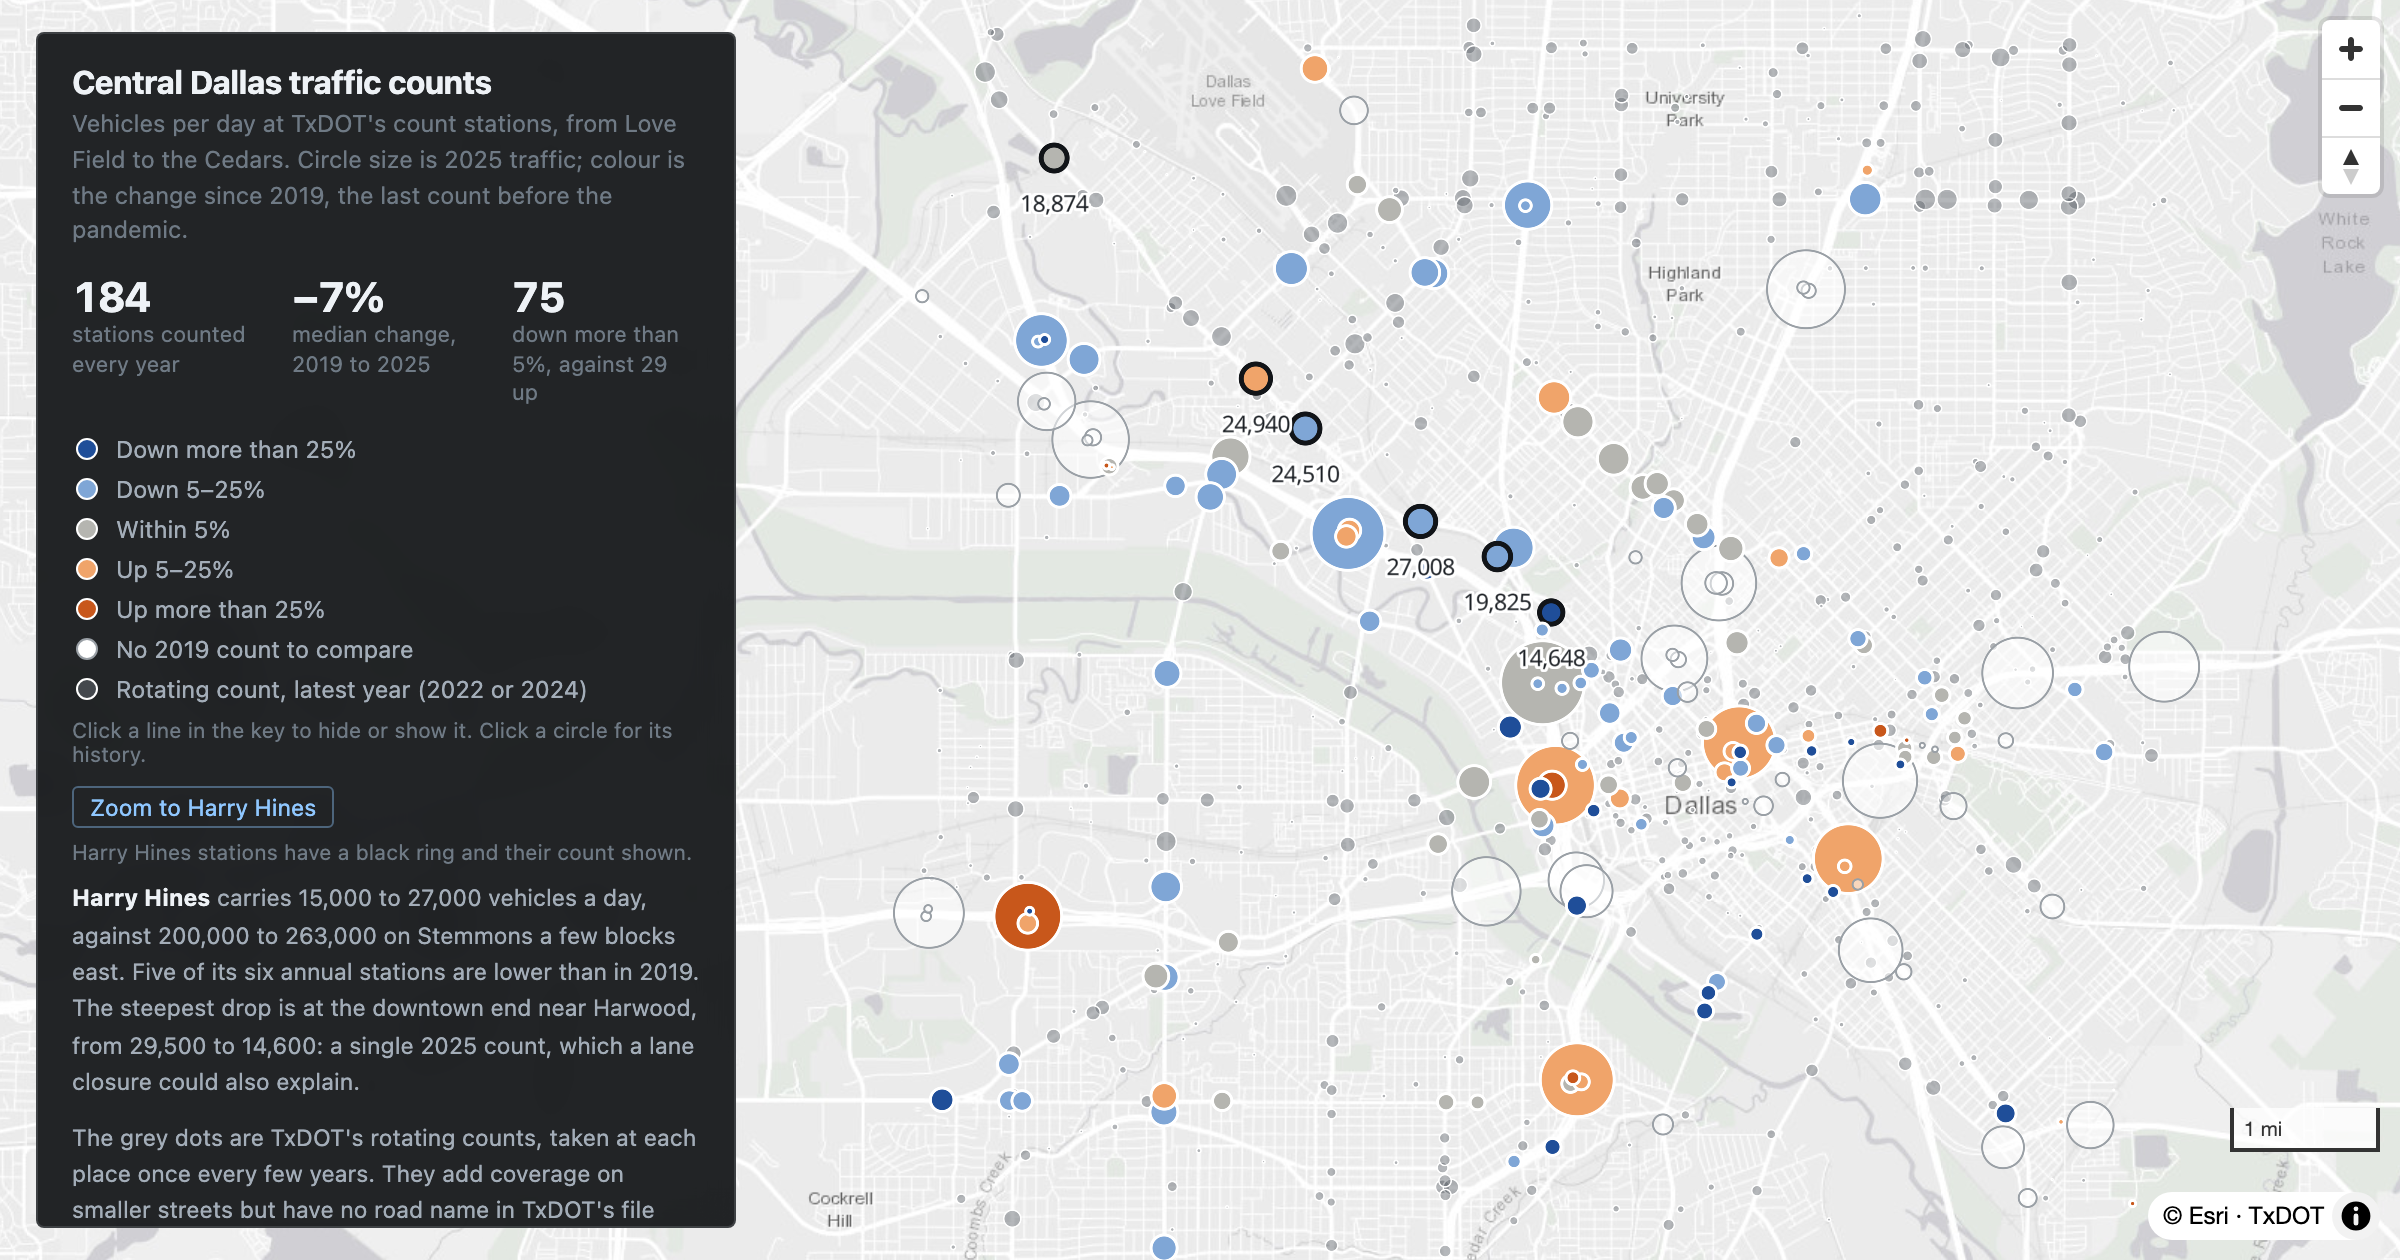 Central Dallas traffic counts
Vehicles per day at TxDOT's count stations, from Love
Field to the Cedars. Circle size is 2025 traffic; colour is
the change since 2019, the last count before the
pandemic.
184
stations counted
every year
−7%
median change,
2019 to 2025
75
down more than
5%, against 29
up
Down more than 25%
Down 5–25%
Within 5%
Up 5–25%
Up more than 25%
No 2019 count to compare
Rotating count, latest year (2022 or 2024)
Click a line in the key to hide or show it. Click a circle for its
history.
Zoom to Harry Hines
Harry Hines stations have a black ring and their count shown.
Harry Hines carries 15,000 to 27,000 vehicles a day,
against 200,000 to 263,000 on Stemmons a few blocks
east. Five of its six annual stations are lower than in 2019.
The steepest drop is at the downtown end near Harwood,
from 29,500 to 14,600: a single 2025 count, which a lane
closure could also explain.
The grey dots are TxDOT's rotating counts, taken at each
place once every few years. They add coverage on
smaller streets but have no road name in TxDOT's file
Dallas
Love Field
University
Park
18,874
White
Rock
Lake
Highland
Park
24,940
24,510
27,008
19,825
14,648
Dallas
Cockrell
Hill
Coombs Creek
Cedar Creek
1 mi
© Esri · TxDOT